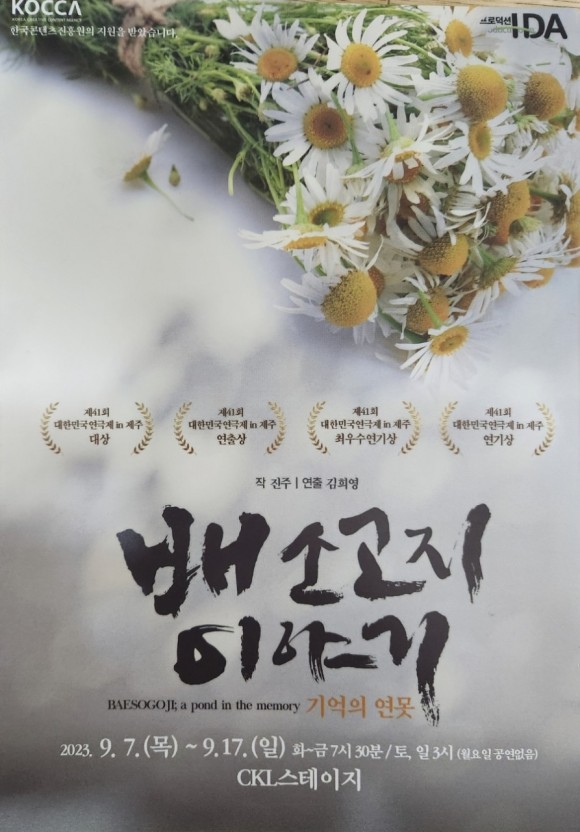 KOCCA
한국콘텐츠진흥원의 지원을 받았습니다.
프로덕션IDA
제41회
대한민국연극제 in 제주
대상
제41회
대한민국연극제 in 제주
연출상
제41회
대한민국연극제 in 제주
최우수연기상
제41회
대한민국연극제 in 제주
연기상
작 진주 | 연출 김희영
배소고지
이야기
BAESOGOJI; a pond in the memory 기억의 연못
2023. 9. 7.(목) ~ 9.17.(일) 화~금 7시 30분 / 토, 일 3시 (월요일 공연없음)
CKL스테이지